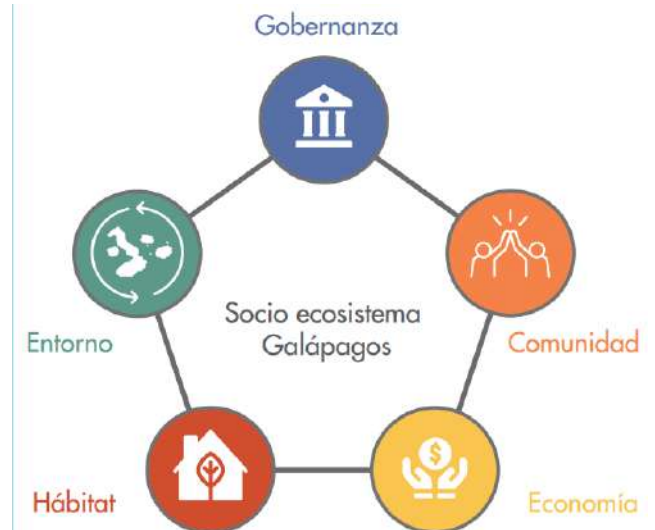 Gobernanza
Socio ecosistema
Galápagos
Entorno
Comunidad
Hábitat
Economía
$